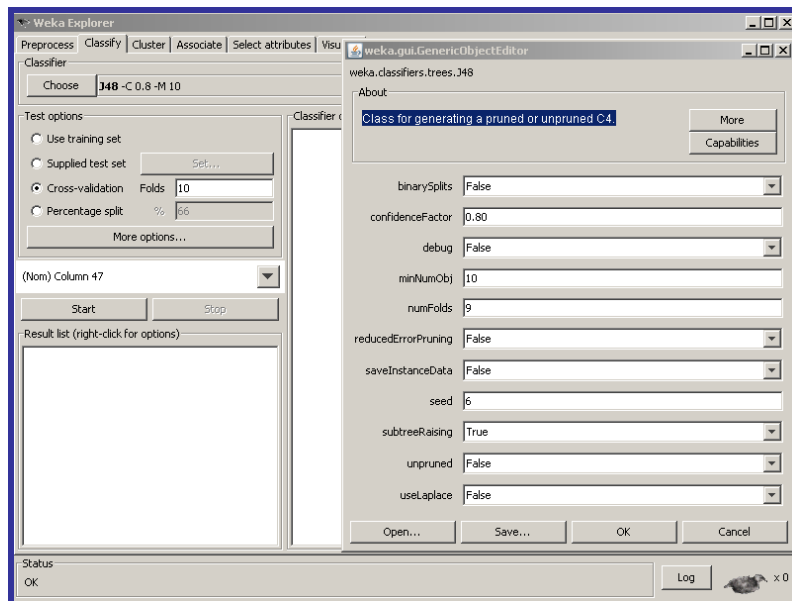 Weka Explorer
Preprocess Classify Cluster Associate Select attributes Visu
Classifier
Choose J48 -C 0.8 -M 10
Test options
Use training set
Supplied test set Set...
Cross-validation Folds 10
Percentage split % 66
More options...
(Nom) Column 47
Start Stop
Result list (right-click for options)
Classifier
weka.gui.GenericObjectEditor
weka.classifiers.trees.J48
About
Class for generating a pruned or unpruned C4.
More
Capabilities
binarySplits False
confidenceFactor 0.80
debug False
minNumObj 10
numFolds 9
reducedErrorPruning False
saveInstanceData False
seed 6
subtreeRaising True
unpruned False
useLaplace False
Open... Save... OK Cancel
Status
OK
Log x 0